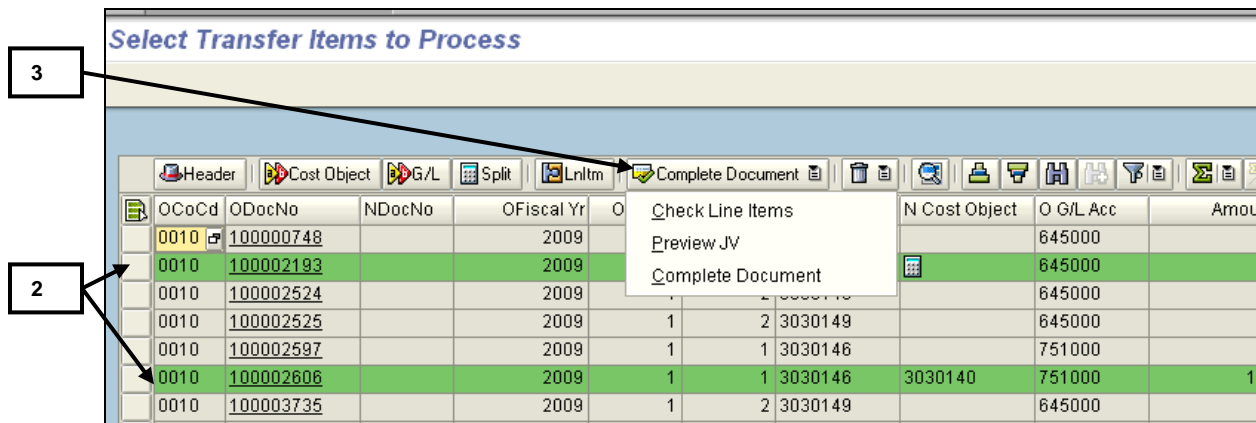 Select Transfer Items to Process
3
Header Cost Object G/L Split LnItm Complete Document
Check Line Items
Preview JV
Complete Document
OCoCd ODocNo NDocNo OFiscal Yr O N Cost Object O G/L Acc Amou
0010 100000748 2009 645000
2
0010 100002193 2009 645000
0010 100002524 2009 645000
0010 100002525 2009 1 2 3030149 645000
0010 100002597 2009 1 1 3030146 751000
0010 100002606 2009 1 1 3030146 3030140 751000 1
0010 100003735 2009 1 2 3030149 645000